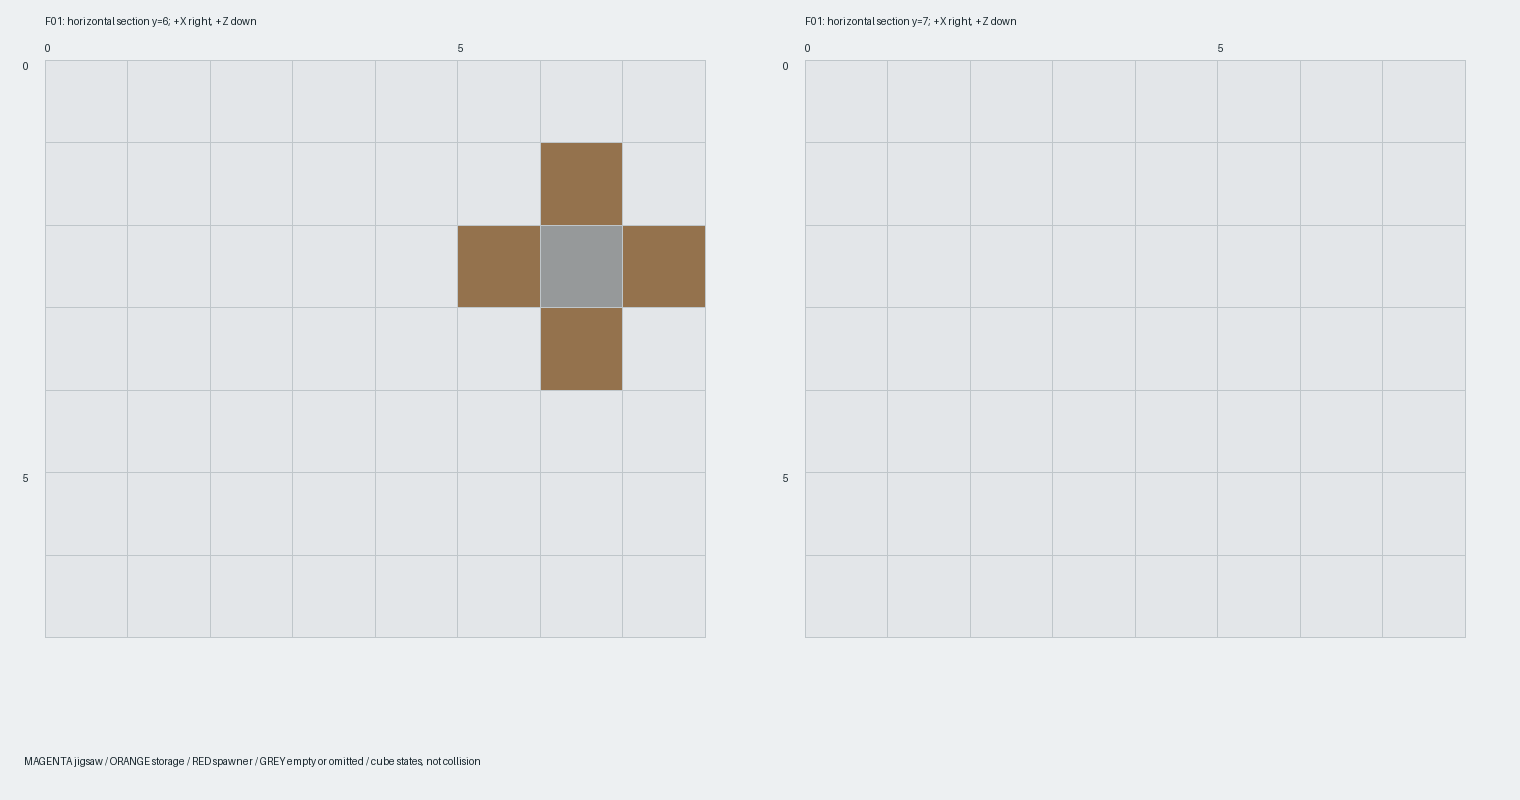 F01: horizontal section y=6; +X right, +Z down
F01: horizontal section y=7; +X right, +Z down
0 5
0 5
0
0
5
5
MAGENTA jigsaw / ORANGE storage / RED spawner / GREY empty or omitted / cube states, not collision